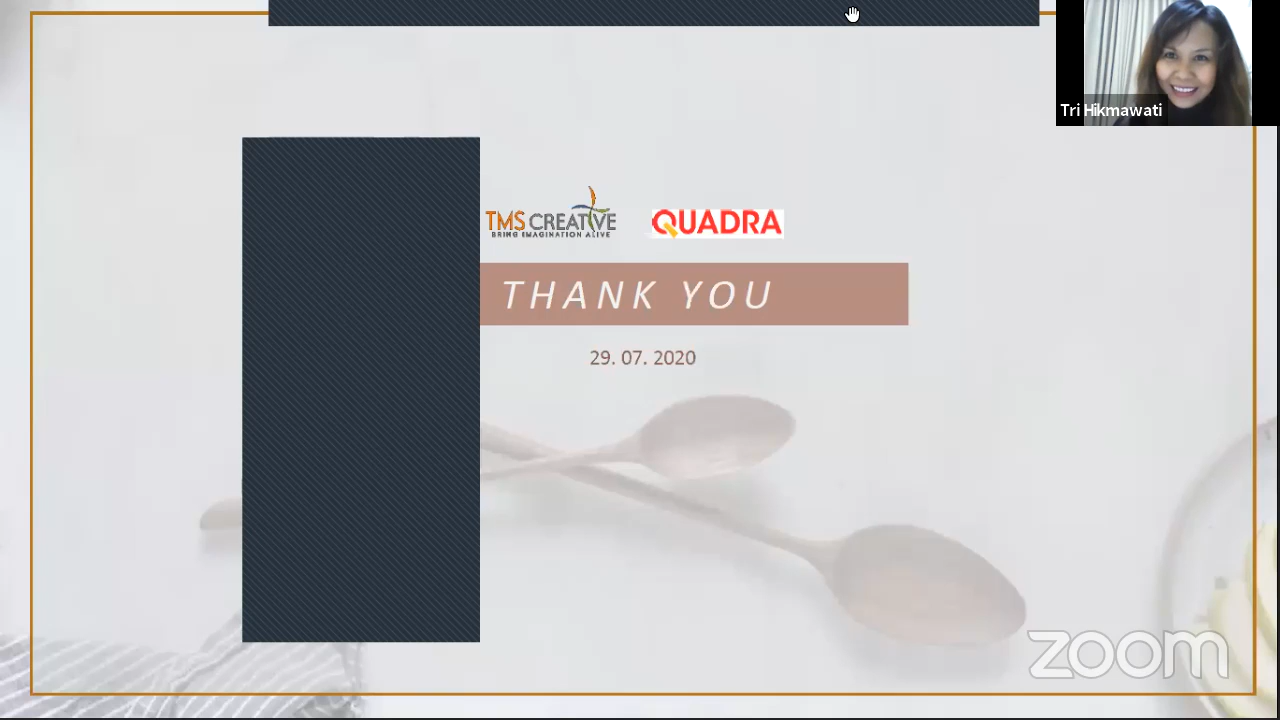 Tri Hikmawati
TMS CREATIVE
BRING IMAGINATION ALIVE
QUADRA
THANK YOU
29. 07. 2020
zoom